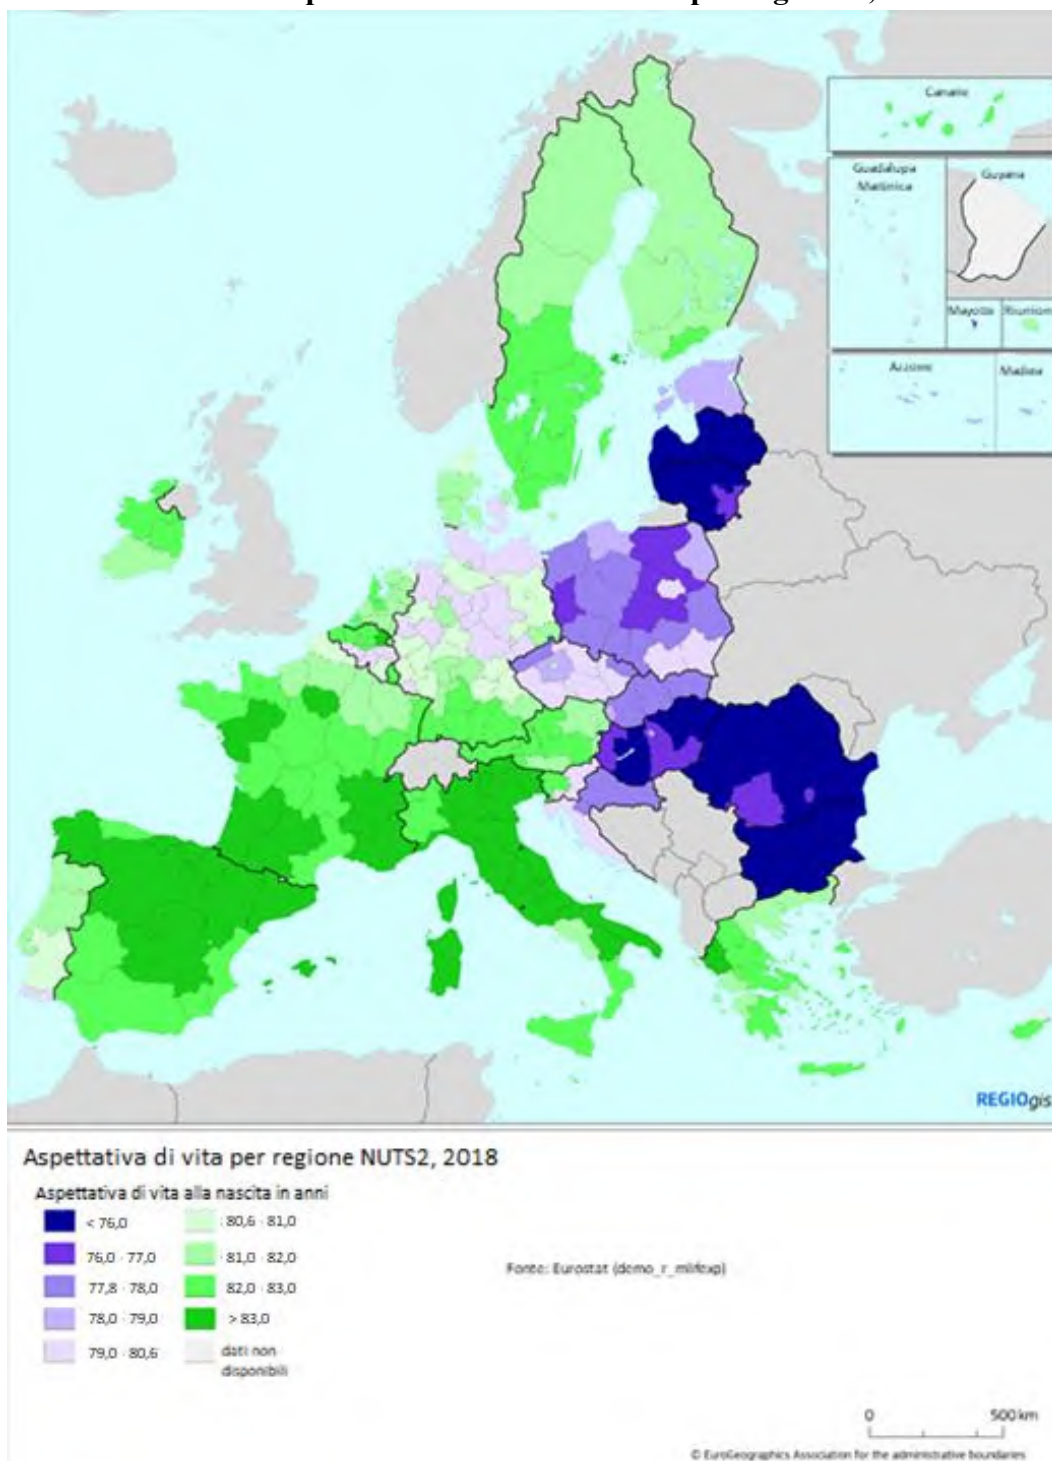 Canarie
Guadalupa
Martinica
Guyana
Mayotte
Réunion
Azzorre
Madera
REGIOgis
Aspettativa di vita per regione NUTS2, 2018
Aspettativa di vita alla nascita in anni
< 76,0
76,0 - 77,0
77,8 - 78,0
78,0 - 79,0
79,0 - 80,6
80,6 - 81,0
81,0 - 82,0
82,0 - 83,0
> 83,0
dati non
disponibili
Fonte: Eurostat (demo_r_mlifexp)
0 500 km
© EuroGeographics Association for the administrative boundaries